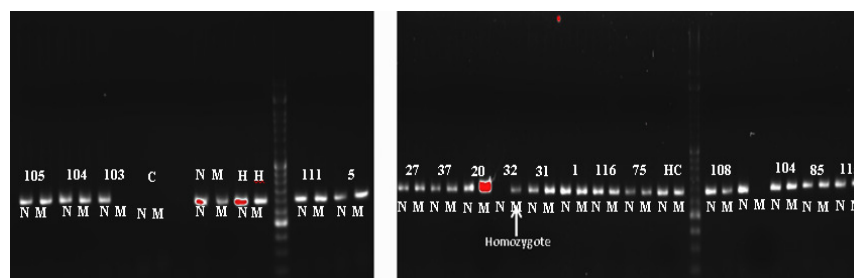 105 104 103 C N M H H 111 5
N M N M N M N M N M N M N M N M
27 37 20 32 31 1 116 75 HC 108 104 85 11
N M N M N M N M N M N M N M N M N M N M N M N M N
Homozygote